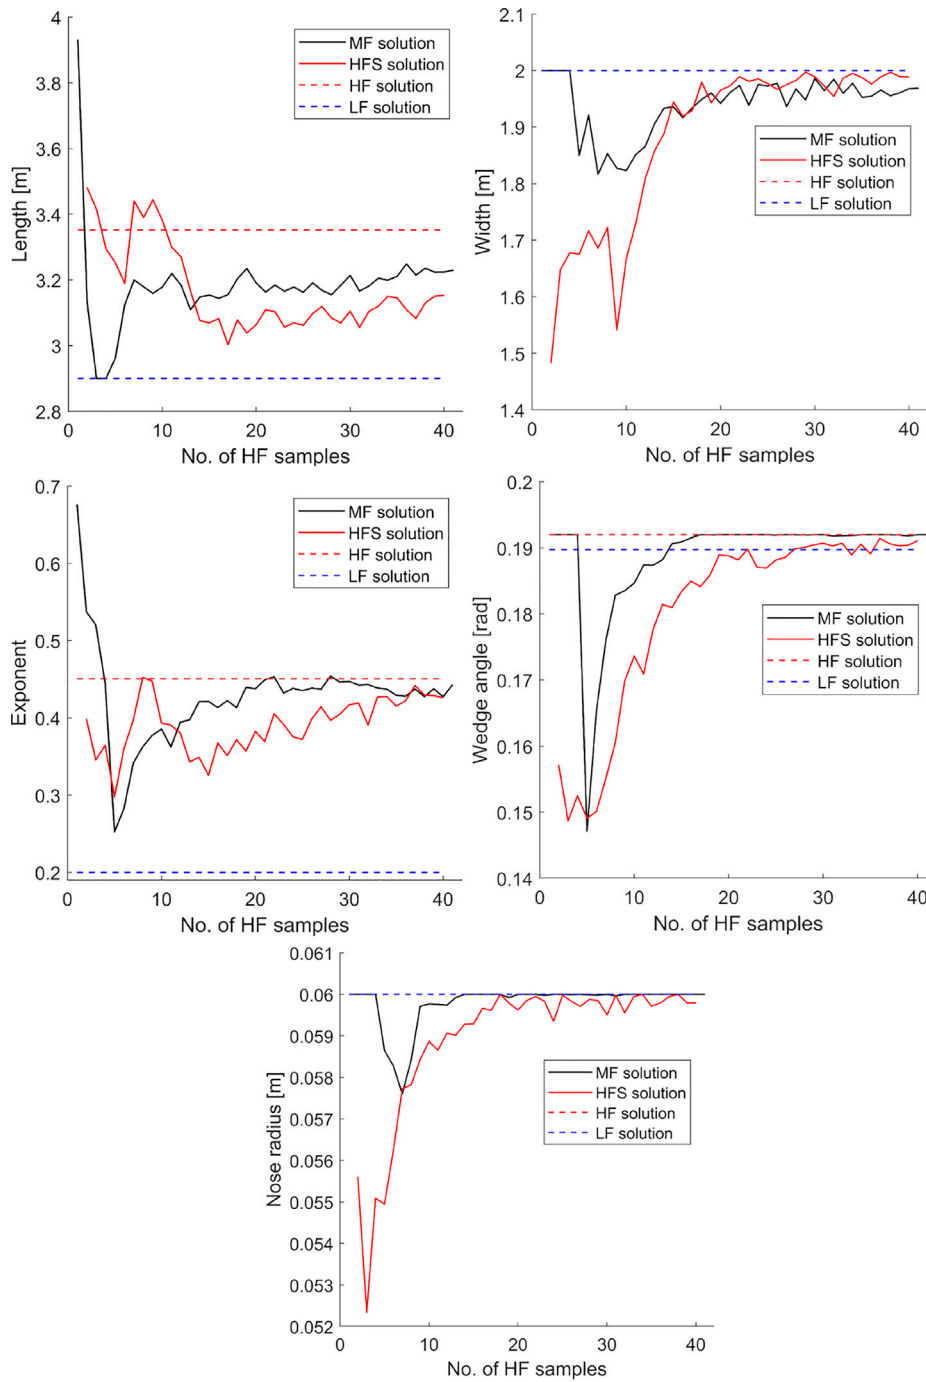 4
3.8
3.6
3.4
3.2
3
2.8
Length [m]
0
10
20
30
40
No. of HF samples
MF solution
HFS solution
HF solution
LF solution
2.1
2
1.9
1.8
1.7
1.6
1.5
1.4
Width [m]
0
10
20
30
40
No. of HF samples
MF solution
HFS solution
HF solution
LF solution
0.7
0.6
0.5
0.4
0.3
0.2
Exponent
0
10
20
30
40
No. of HF samples
MF solution
HFS solution
HF solution
LF solution
0.2
0.19
0.18
0.17
0.16
0.15
0.14
Wedge angle [rad]
0
10
20
30
40
No. of HF samples
MF solution
HFS solution
HF solution
LF solution
0.061
0.06
0.059
0.058
0.057
0.056
0.055
0.054
0.053
0.052
Nose radius [m]
0
10
20
30
40
No. of HF samples
MF solution
HFS solution
HF solution
LF solution